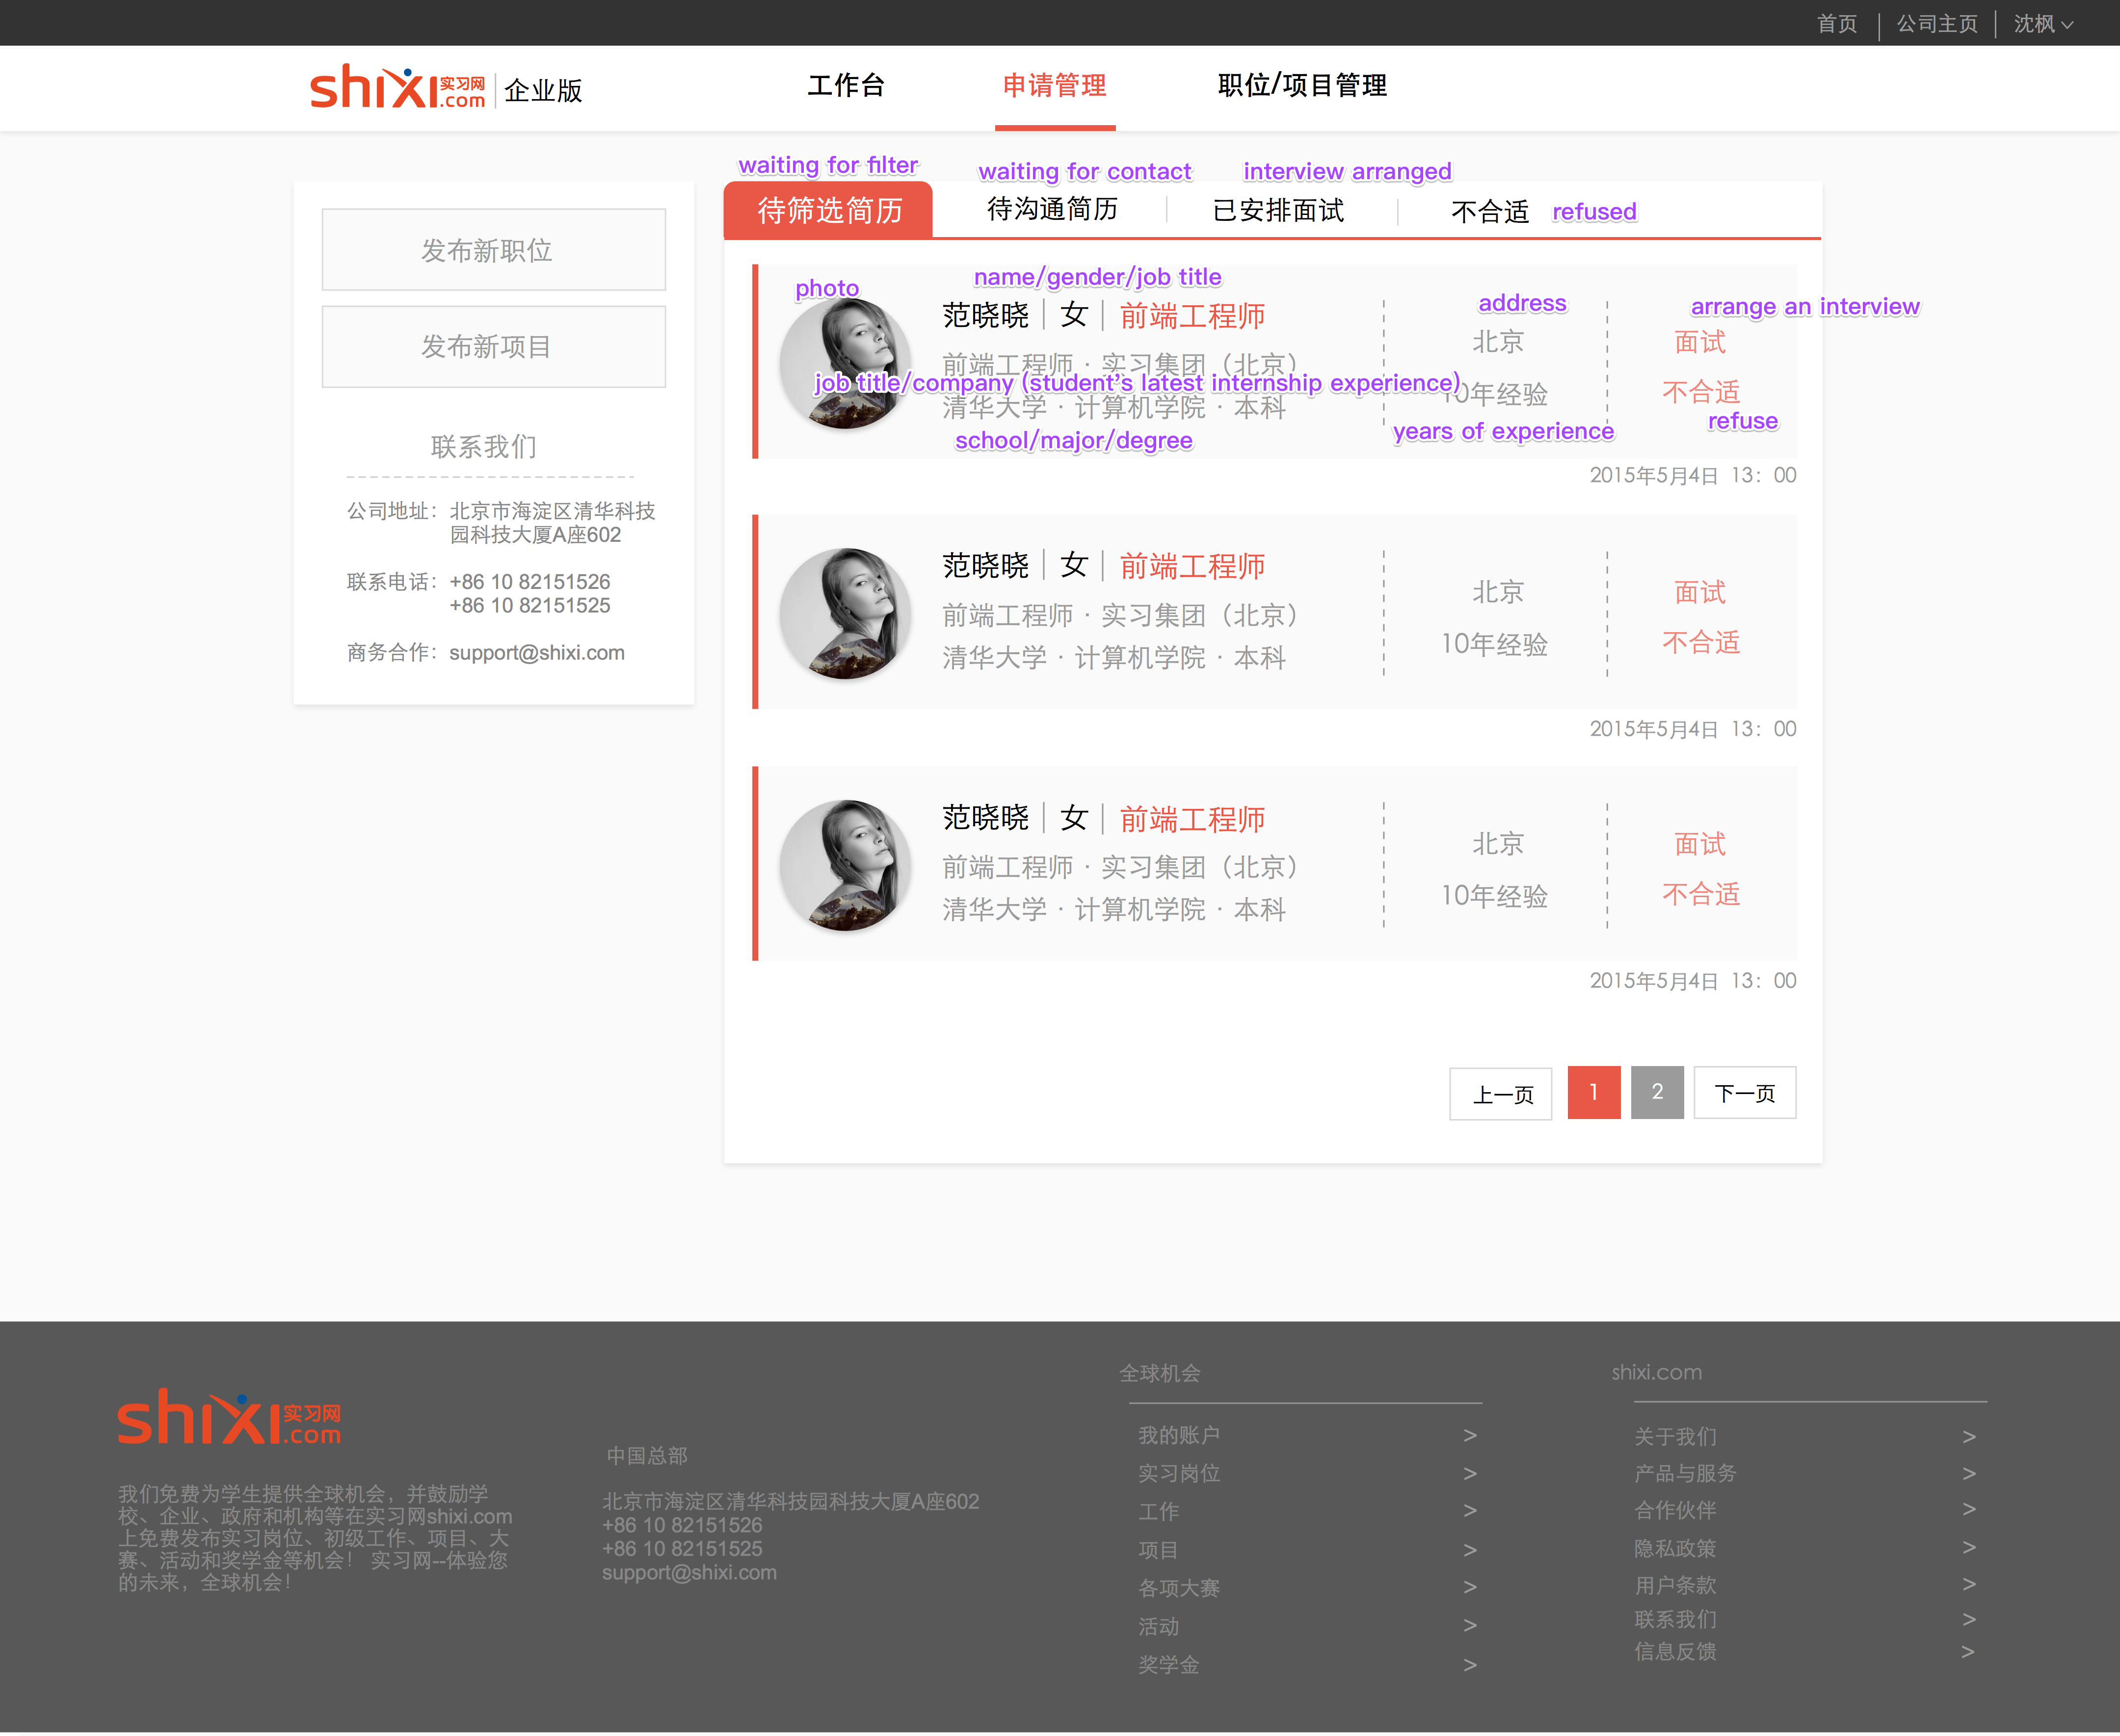 首页 | 公司主页 | 沈枫
shixi实习网.com | 企业版
工作台
申请管理
职位/项目管理
waiting for filter
waiting for contact
interview arranged
待筛选简历
待沟通简历
已安排面试
不合适
refused
发布新职位
发布新项目
联系我们
公司地址：北京市海淀区清华科技
园科技大厦A座602
联系电话：+86 10 82151526
+86 10 82151525
商务合作：support@shixi.com
photo
name/gender/job title
address
arrange an interview
范晓晓 | 女 | 前端工程师
北京
面试
前端工程师 · 实习集团（北京）
job title/company (student's latest internship experience)
10年经验
不合适
清华大学 · 计算机学院 · 本科
school/major/degree
years of experience
refuse
2015年5月4日 13：00
范晓晓 | 女 | 前端工程师
北京
面试
前端工程师 · 实习集团（北京）
10年经验
不合适
清华大学 · 计算机学院 · 本科
2015年5月4日 13：00
范晓晓 | 女 | 前端工程师
北京
面试
前端工程师 · 实习集团（北京）
10年经验
不合适
清华大学 · 计算机学院 · 本科
2015年5月4日 13：00
上一页
1
2
下一页
shixi实习网.com
我们免费为学生提供全球机会，并鼓励学
校、企业、政府和机构等在实习网shixi.com
上免费发布实习岗位、初级工作、项目、大
赛、活动和奖学金等机会！ 实习网--体验您
的未来，全球机会！
中国总部
北京市海淀区清华科技园科技大厦A座602
+86 10 82151526
+86 10 82151525
support@shixi.com
全球机会
我的账户 >
实习岗位 >
工作 >
项目 >
各项大赛 >
活动 >
奖学金 >
shixi.com
关于我们 >
产品与服务 >
合作伙伴 >
隐私政策 >
用户条款 >
联系我们 >
信息反馈 >